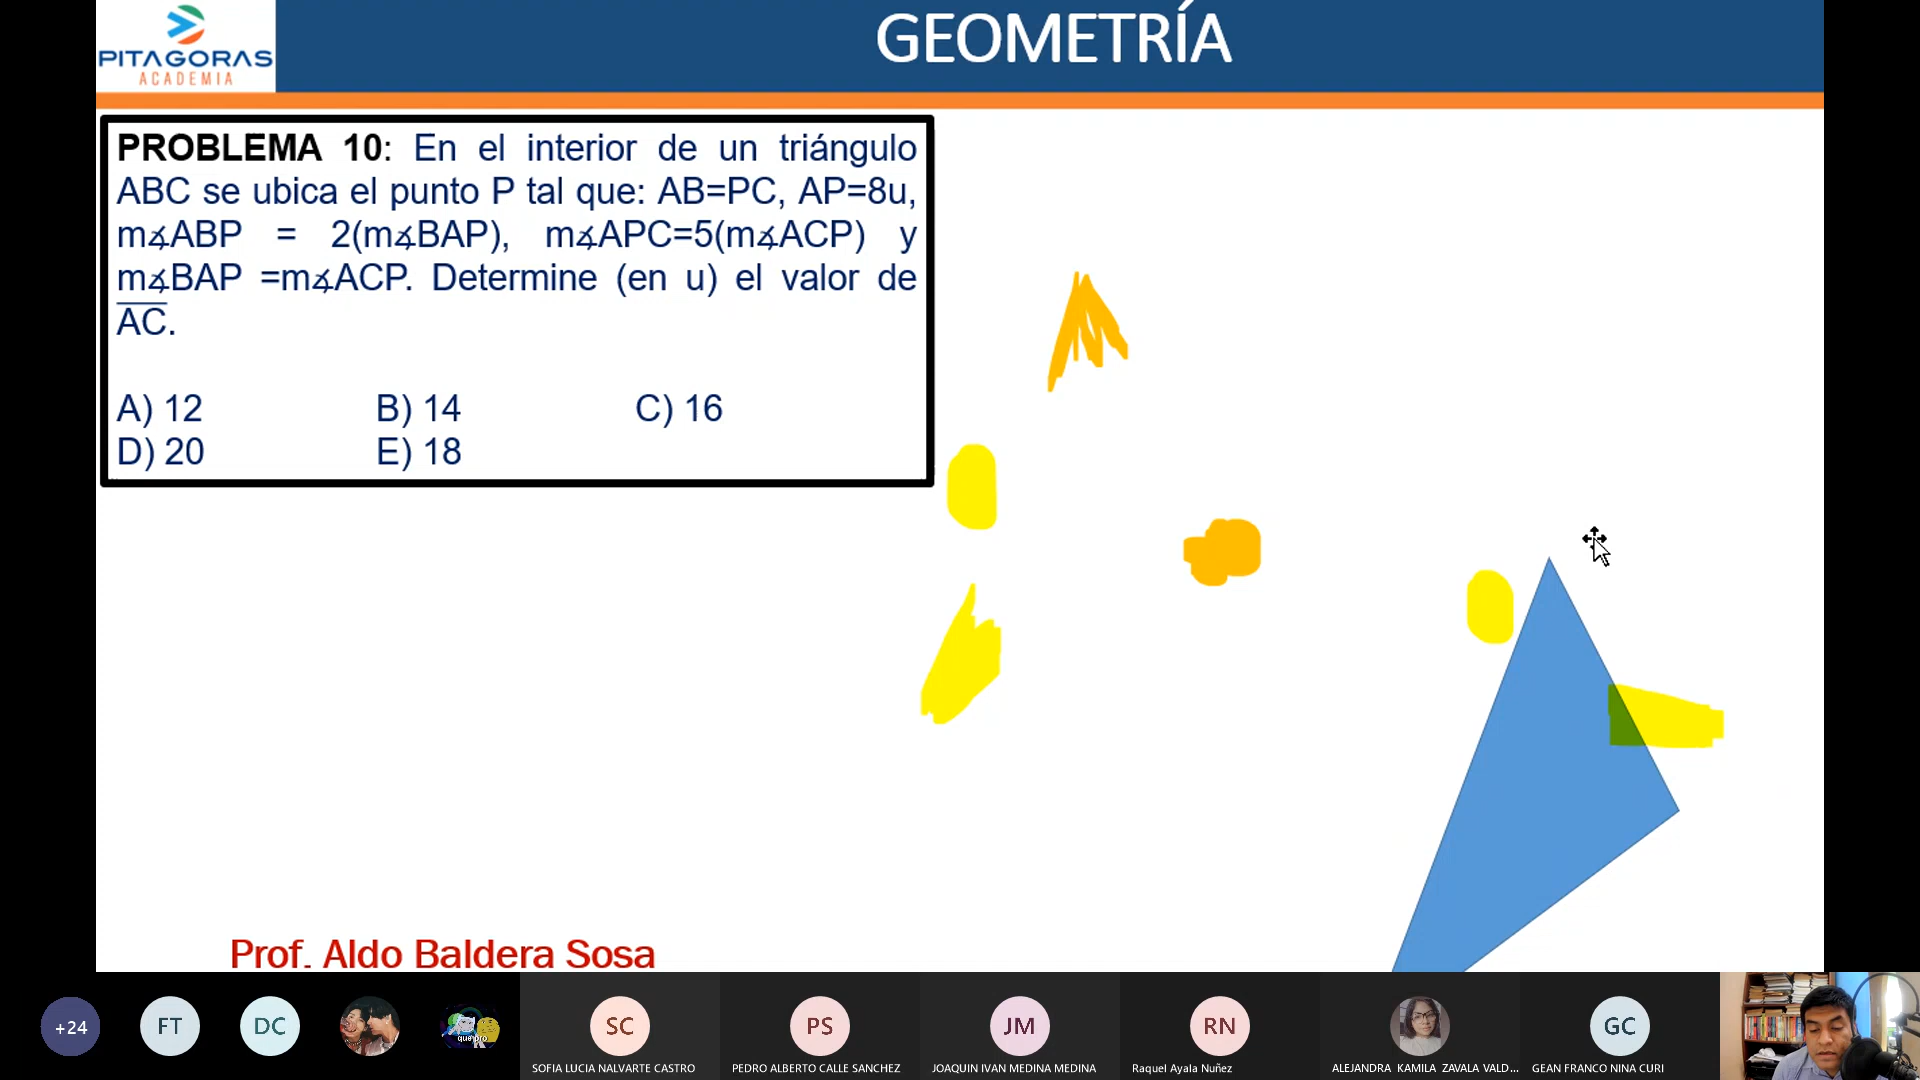 PITAGORAS
ACADEMIA
GEOMETRÍA
PROBLEMA 10: En el interior de un triángulo
ABC se ubica el punto P tal que: AB=PC, AP=8u,
m∡ABP = 2(m∡BAP), m∡APC=5(m∡ACP) y
m∡BAP =m∡ACP. Determine (en u) el valor de
A̅C̅.
A) 12 B) 14 C) 16
D) 20 E) 18
Prof. Aldo Baldera Sosa
+24
FT
DC
que pro
SC
SOFIA LUCIA NALVARTE CASTRO
PS
PEDRO ALBERTO CALLE SANCHEZ
JM
JOAQUIN IVAN MEDINA MEDINA
RN
Raquel Ayala Nuñez
ALEJANDRA KAMILA ZAVALA VALD...
GC
GEAN FRANCO NINA CURI